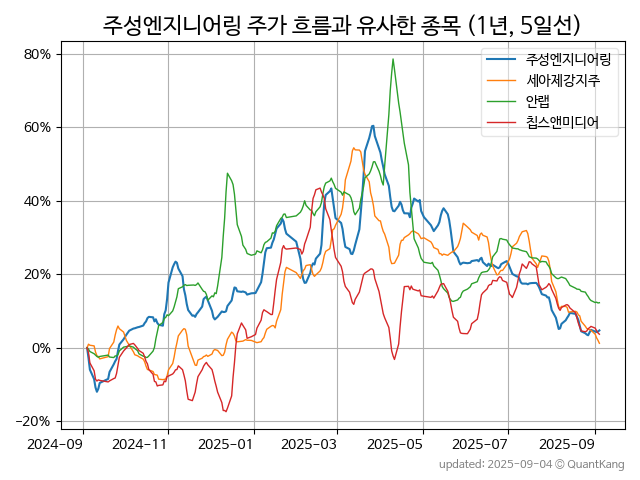 주성엔지니어링 주가 흐름과 유사한 종목 (1년, 5일선)
주성엔지니어링
세아제강지주
안랩
칩스앤미디어
80%
60%
40%
20%
0%
−20%
2024-09 2024-11 2025-01 2025-03 2025-05 2025-07 2025-09
updated: 2025-09-04 © QuantKang